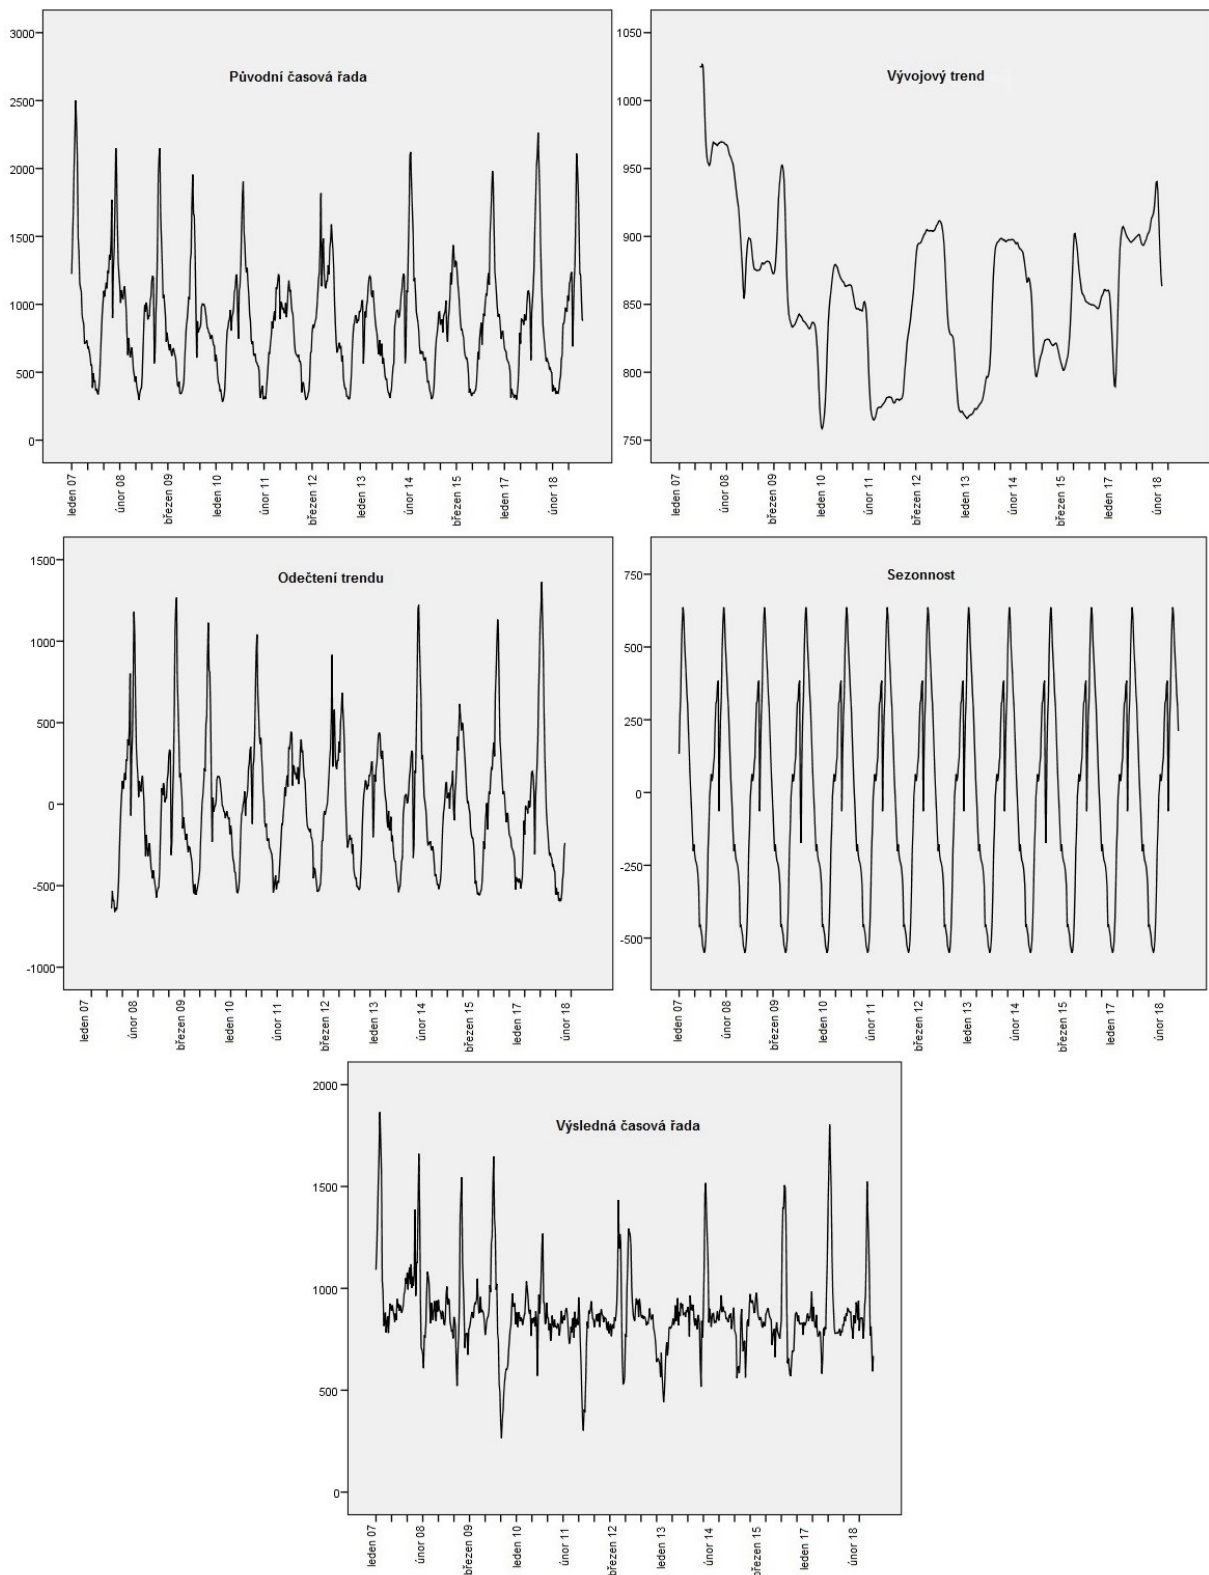 Původní časová řada
3000
2500
2000
1500
1000
500
0
leden 07
únor 08
březen 09
leden 10
únor 11
březen 12
leden 13
únor 14
březen 15
leden 17
únor 18
Vývojový trend
1050
1000
950
900
850
800
750
leden 07
únor 08
březen 09
leden 10
únor 11
březen 12
leden 13
únor 14
březen 15
leden 17
únor 18
Odečtení trendu
1500
1000
500
0
-500
-1000
leden 07
únor 08
březen 09
leden 10
únor 11
březen 12
leden 13
únor 14
březen 15
leden 17
únor 18
Sezonnost
750
500
250
0
-250
-500
leden 07
únor 08
březen 09
leden 10
únor 11
březen 12
leden 13
únor 14
březen 15
leden 17
únor 18
Výsledná časová řada
2000
1500
1000
500
0
leden 07
únor 08
březen 09
leden 10
únor 11
březen 12
leden 13
únor 14
březen 15
leden 17
únor 18